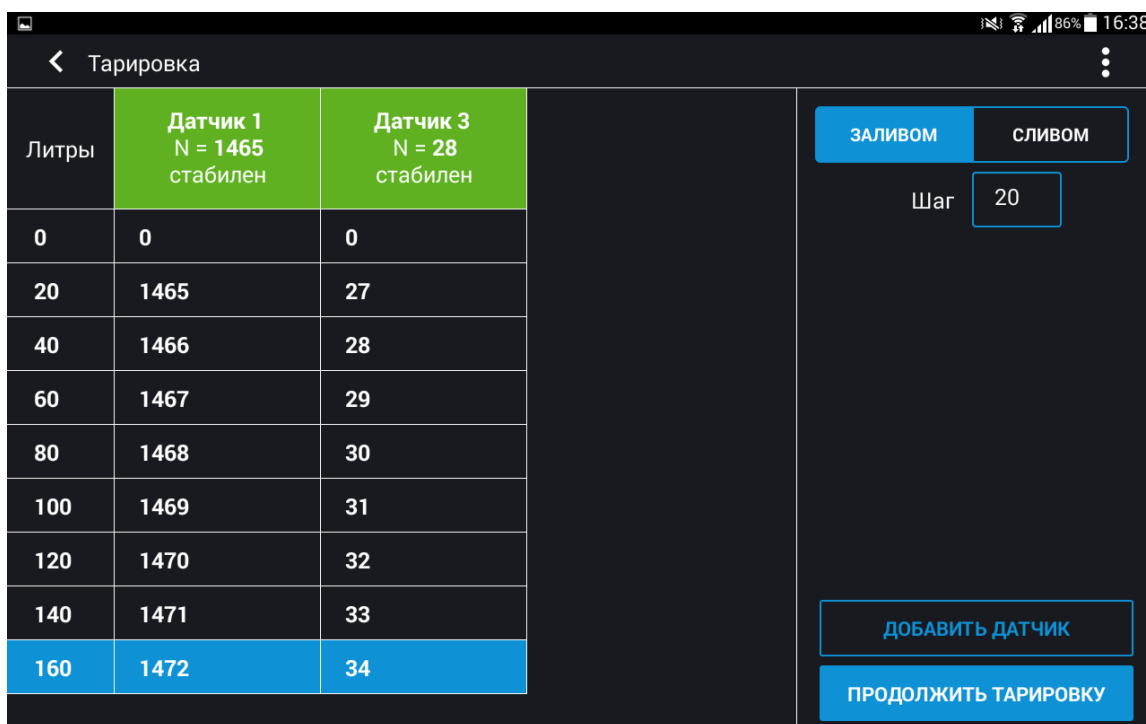 86% 16:38
Тарировка
Литры
Датчик 1
N = 1465
стабилен
Датчик 3
N = 28
стабилен
0 0 0
20 1465 27
40 1466 28
60 1467 29
80 1468 30
100 1469 31
120 1470 32
140 1471 33
160 1472 34
ЗАЛИВОМ СЛИВОМ
Шаг 20
ДОБАВИТЬ ДАТЧИК
ПРОДОЛЖИТЬ ТАРИРОВКУ